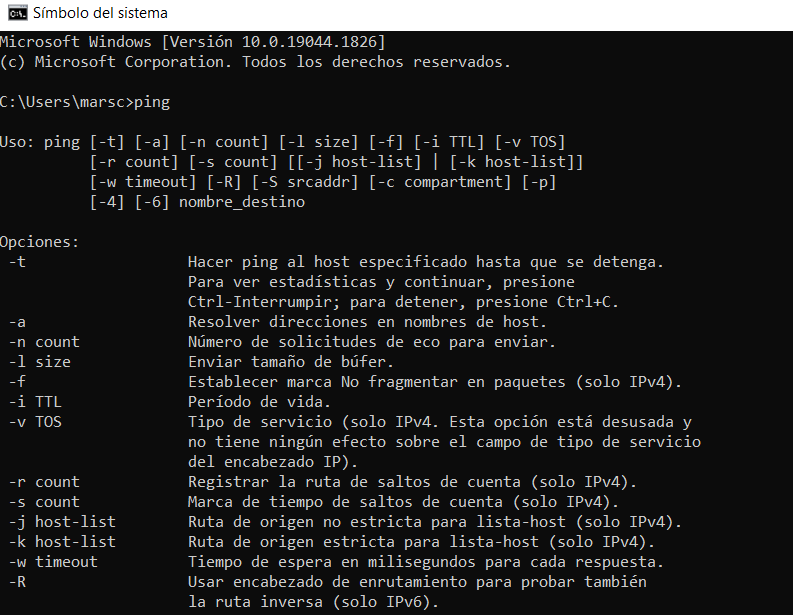 Símbolo del sistema
Microsoft Windows [Versión 10.0.19044.1826]
(c) Microsoft Corporation. Todos los derechos reservados.
C:\Users\marsc>ping
Uso: ping [-t] [-a] [-n count] [-l size] [-f] [-i TTL] [-v TOS]
[-r count] [-s count] [[-j host-list] | [-k host-list]]
[-w timeout] [-R] [-S srcaddr] [-c compartment] [-p]
[-4] [-6] nombre_destino
Opciones:
-t Hacer ping al host especificado hasta que se detenga.
Para ver estadísticas y continuar, presione
Ctrl-Interrumpir; para detener, presione Ctrl+C.
-a Resolver direcciones en nombres de host.
-n count Número de solicitudes de eco para enviar.
-l size Enviar tamaño de búfer.
-f Establecer marca No fragmentar en paquetes (solo IPv4).
-i TTL Período de vida.
-v TOS Tipo de servicio (solo IPv4. Esta opción está desusada y
no tiene ningún efecto sobre el campo de tipo de servicio
del encabezado IP).
-r count Registrar la ruta de saltos de cuenta (solo IPv4).
-s count Marca de tiempo de saltos de cuenta (solo IPv4).
-j host-list Ruta de origen no estricta para lista-host (solo IPv4).
-k host-list Ruta de origen estricta para lista-host (solo IPv4).
-w timeout Tiempo de espera en milisegundos para cada respuesta.
-R Usar encabezado de enrutamiento para probar también
la ruta inversa (solo IPv6).